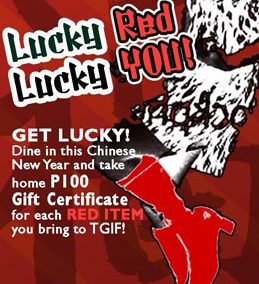 Lucky Red
Lucky YOU!
GET LUCKY!
Dine in this Chinese
New Year and take
home P100
Gift Certificate
for each RED ITEM
you bring to TGIF!